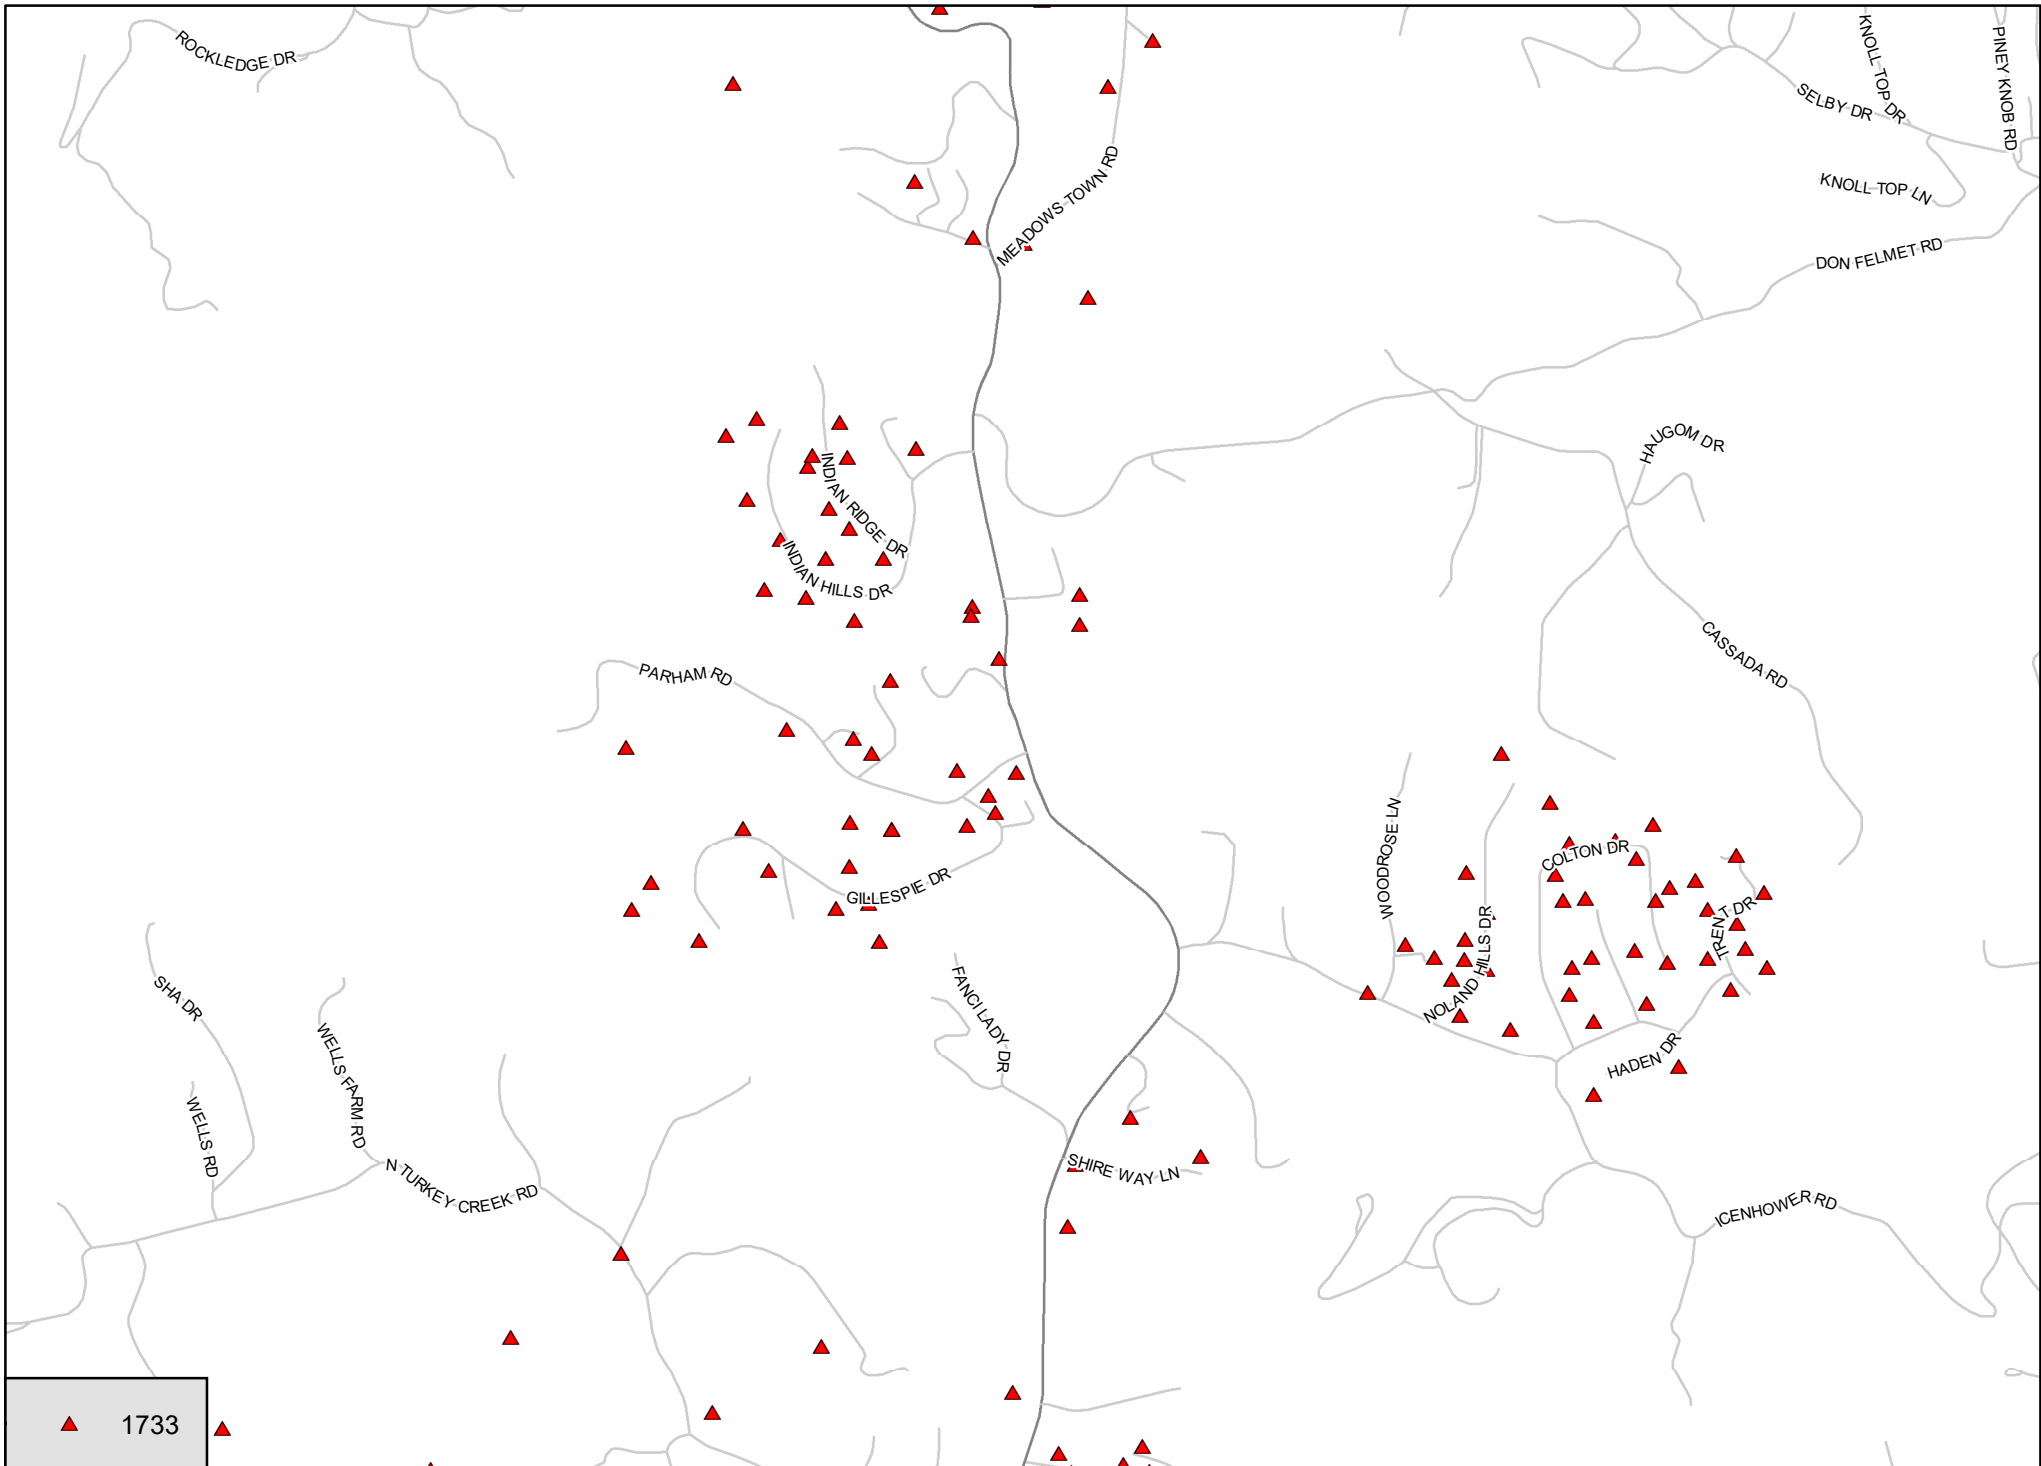 ROCKLEDGE DR
KNOLL TOP DR
PINEY KNOB RD
SELBY DR
MEADOWS TOWN RD
KNOLL TOP LN
DON FELMET RD
HAUGOM DR
INDIAN RIDGE DR
INDIAN HILLS DR
CASSADA RD
PARHAM RD
WOODROSE LN
COLTON DR
GILLESPIE DR
TRENT DR
NOLAND HILLS DR
FANCI LADY DR
SHA DR
WELLS FARM RD
HADEN DR
WELLS RD
N TURKEY CREEK RD
SHIRE WAY LN
ICENHOWER RD
1733